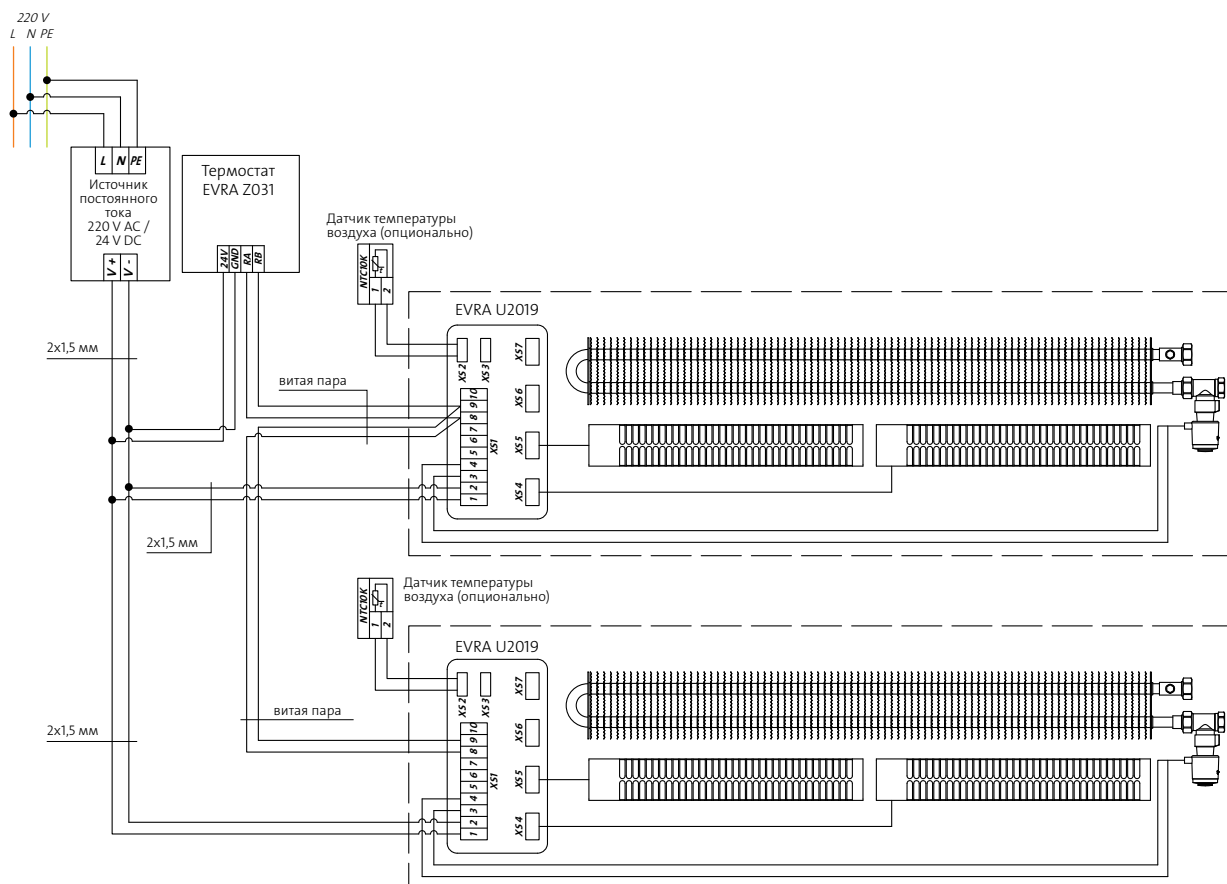 220 V
L N PE
L N PE
Источник
постоянного
тока
220 V AC /
24 V DC
V + V -
Термостат
EVRA Z031
24V GND RA RB
Датчик температуры
воздуха (опционально)
NTC10K
1 2
2x1,5 мм
витая пара
2x1,5 мм
EVRA U2019
XS2 XS3 XS7
XS6
XS5
XS4
XS1
10
9
8
7
6
5
4
3
2
1
Датчик температуры
воздуха (опционально)
NTC10K
1 2
витая пара
2x1,5 мм
EVRA U2019
XS2 XS3 XS7
XS6
XS5
XS4
XS1
10
9
8
7
6
5
4
3
2
1